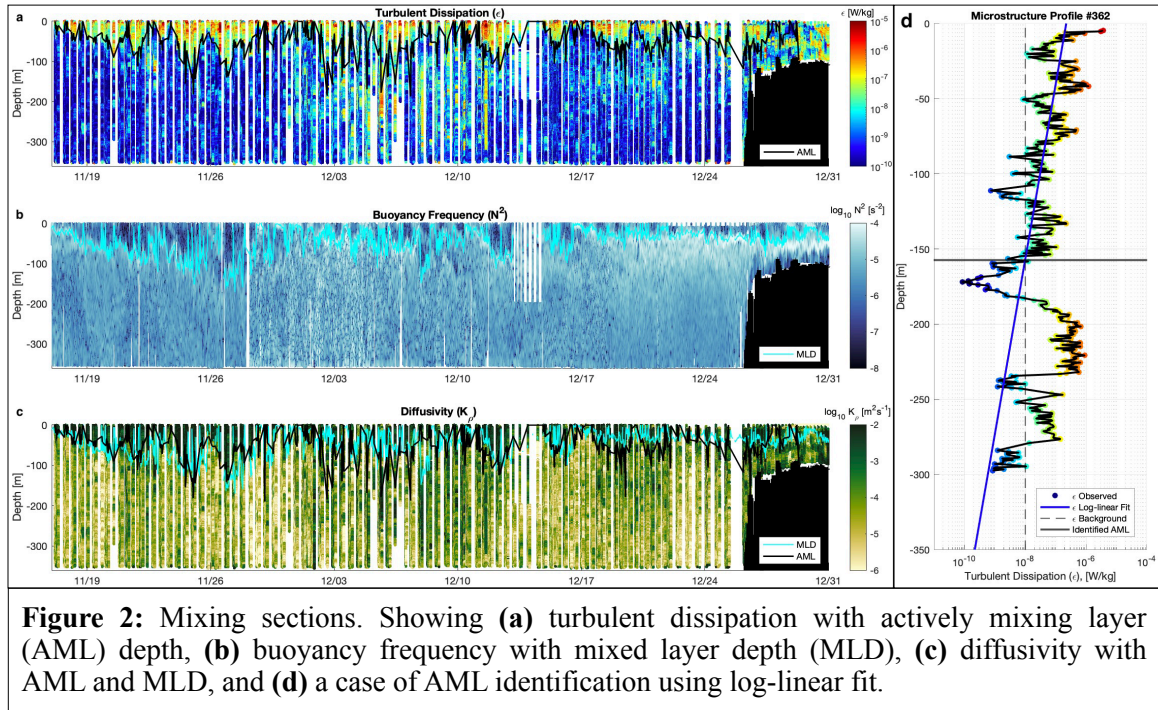 a
Turbulent Dissipation (ϵ)
ϵ [W/kg]
0
-100
-200
-300
Depth [m]
AML
11/19
11/26
12/03
12/10
12/17
12/24
12/31
10⁻⁵
10⁻⁶
10⁻⁷
10⁻⁸
10⁻⁹
10⁻¹⁰
b
Buoyancy Frequency (N²)
log₁₀ N² [s⁻²]
0
-100
-200
-300
Depth [m]
MLD
11/19
11/26
12/03
12/10
12/17
12/24
12/31
-4
-5
-6
-7
-8
c
Diffusivity (Kρ)
log₁₀ Kρ [m²s⁻¹]
0
-100
-200
-300
Depth [m]
MLD
AML
11/19
11/26
12/03
12/10
12/17
12/24
12/31
-2
-3
-4
-5
-6
d
Microstructure Profile #362
0
-50
-100
-150
-200
-250
-300
-350
Depth [m]
ϵ Observed
ϵ Log-linear Fit
ϵ Background
Identified AML
10⁻¹⁰
10⁻⁸
10⁻⁶
10⁻⁴
Turbulent Dissipation (ϵ), [W/kg]
Figure 2: Mixing sections. Showing (a) turbulent dissipation with actively mixing layer
(AML) depth, (b) buoyancy frequency with mixed layer depth (MLD), (c) diffusivity with
AML and MLD, and (d) a case of AML identification using log-linear fit.